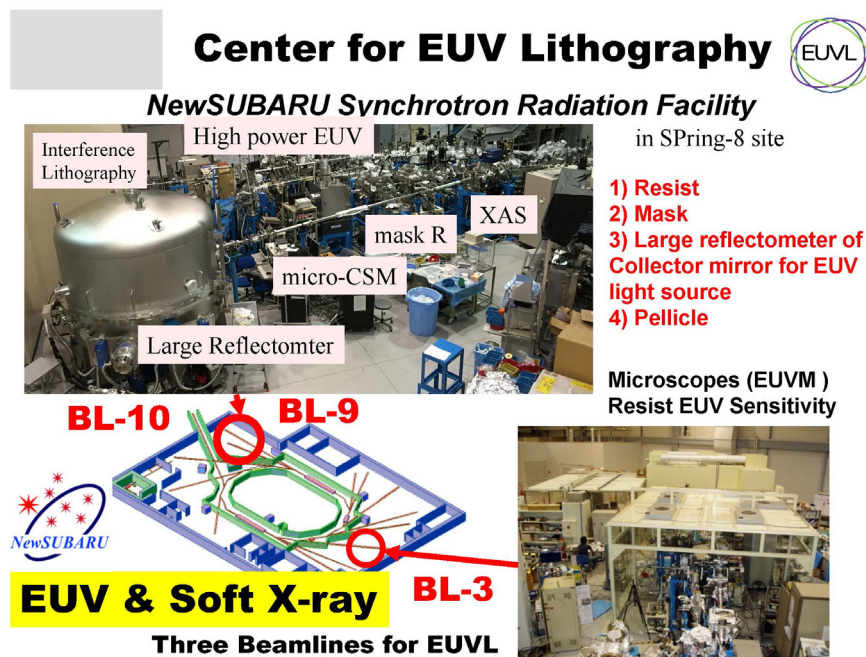 Center for EUV Lithography
EUVL
NewSUBARU Synchrotron Radiation Facility
in SPring-8 site
Interference
Lithography
High power EUV
XAS
mask R
micro-CSM
Large Reflectomter
1) Resist
2) Mask
3) Large reflectometer of
Collector mirror for EUV
light source
4) Pellicle
Microscopes (EUVM )
Resist EUV Sensitivity
BL-10
BL-9
NewSUBARU
BL-3
EUV & Soft X-ray
Three Beamlines for EUVL